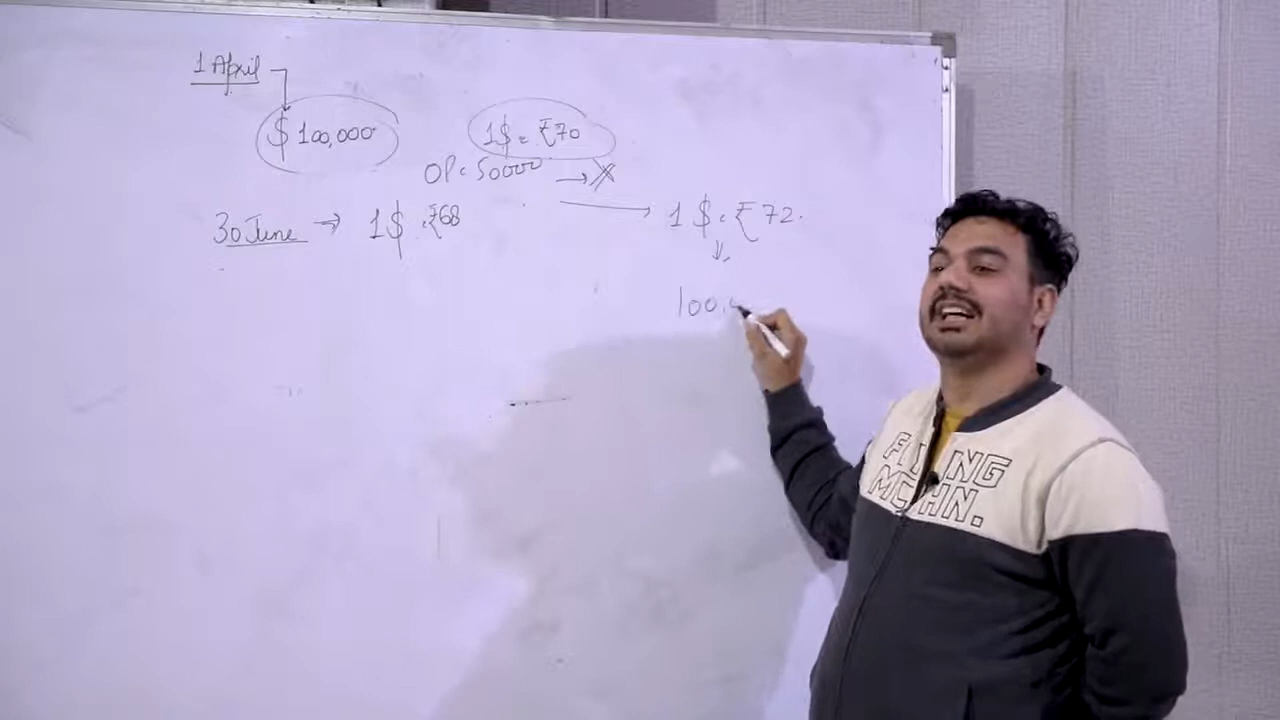 1 April
$ 100,000
1$ = ₹70
OP = 50000 →
30 June → 1$ = ₹68
1$ = ₹72.
100,
FLYING
MCHN.